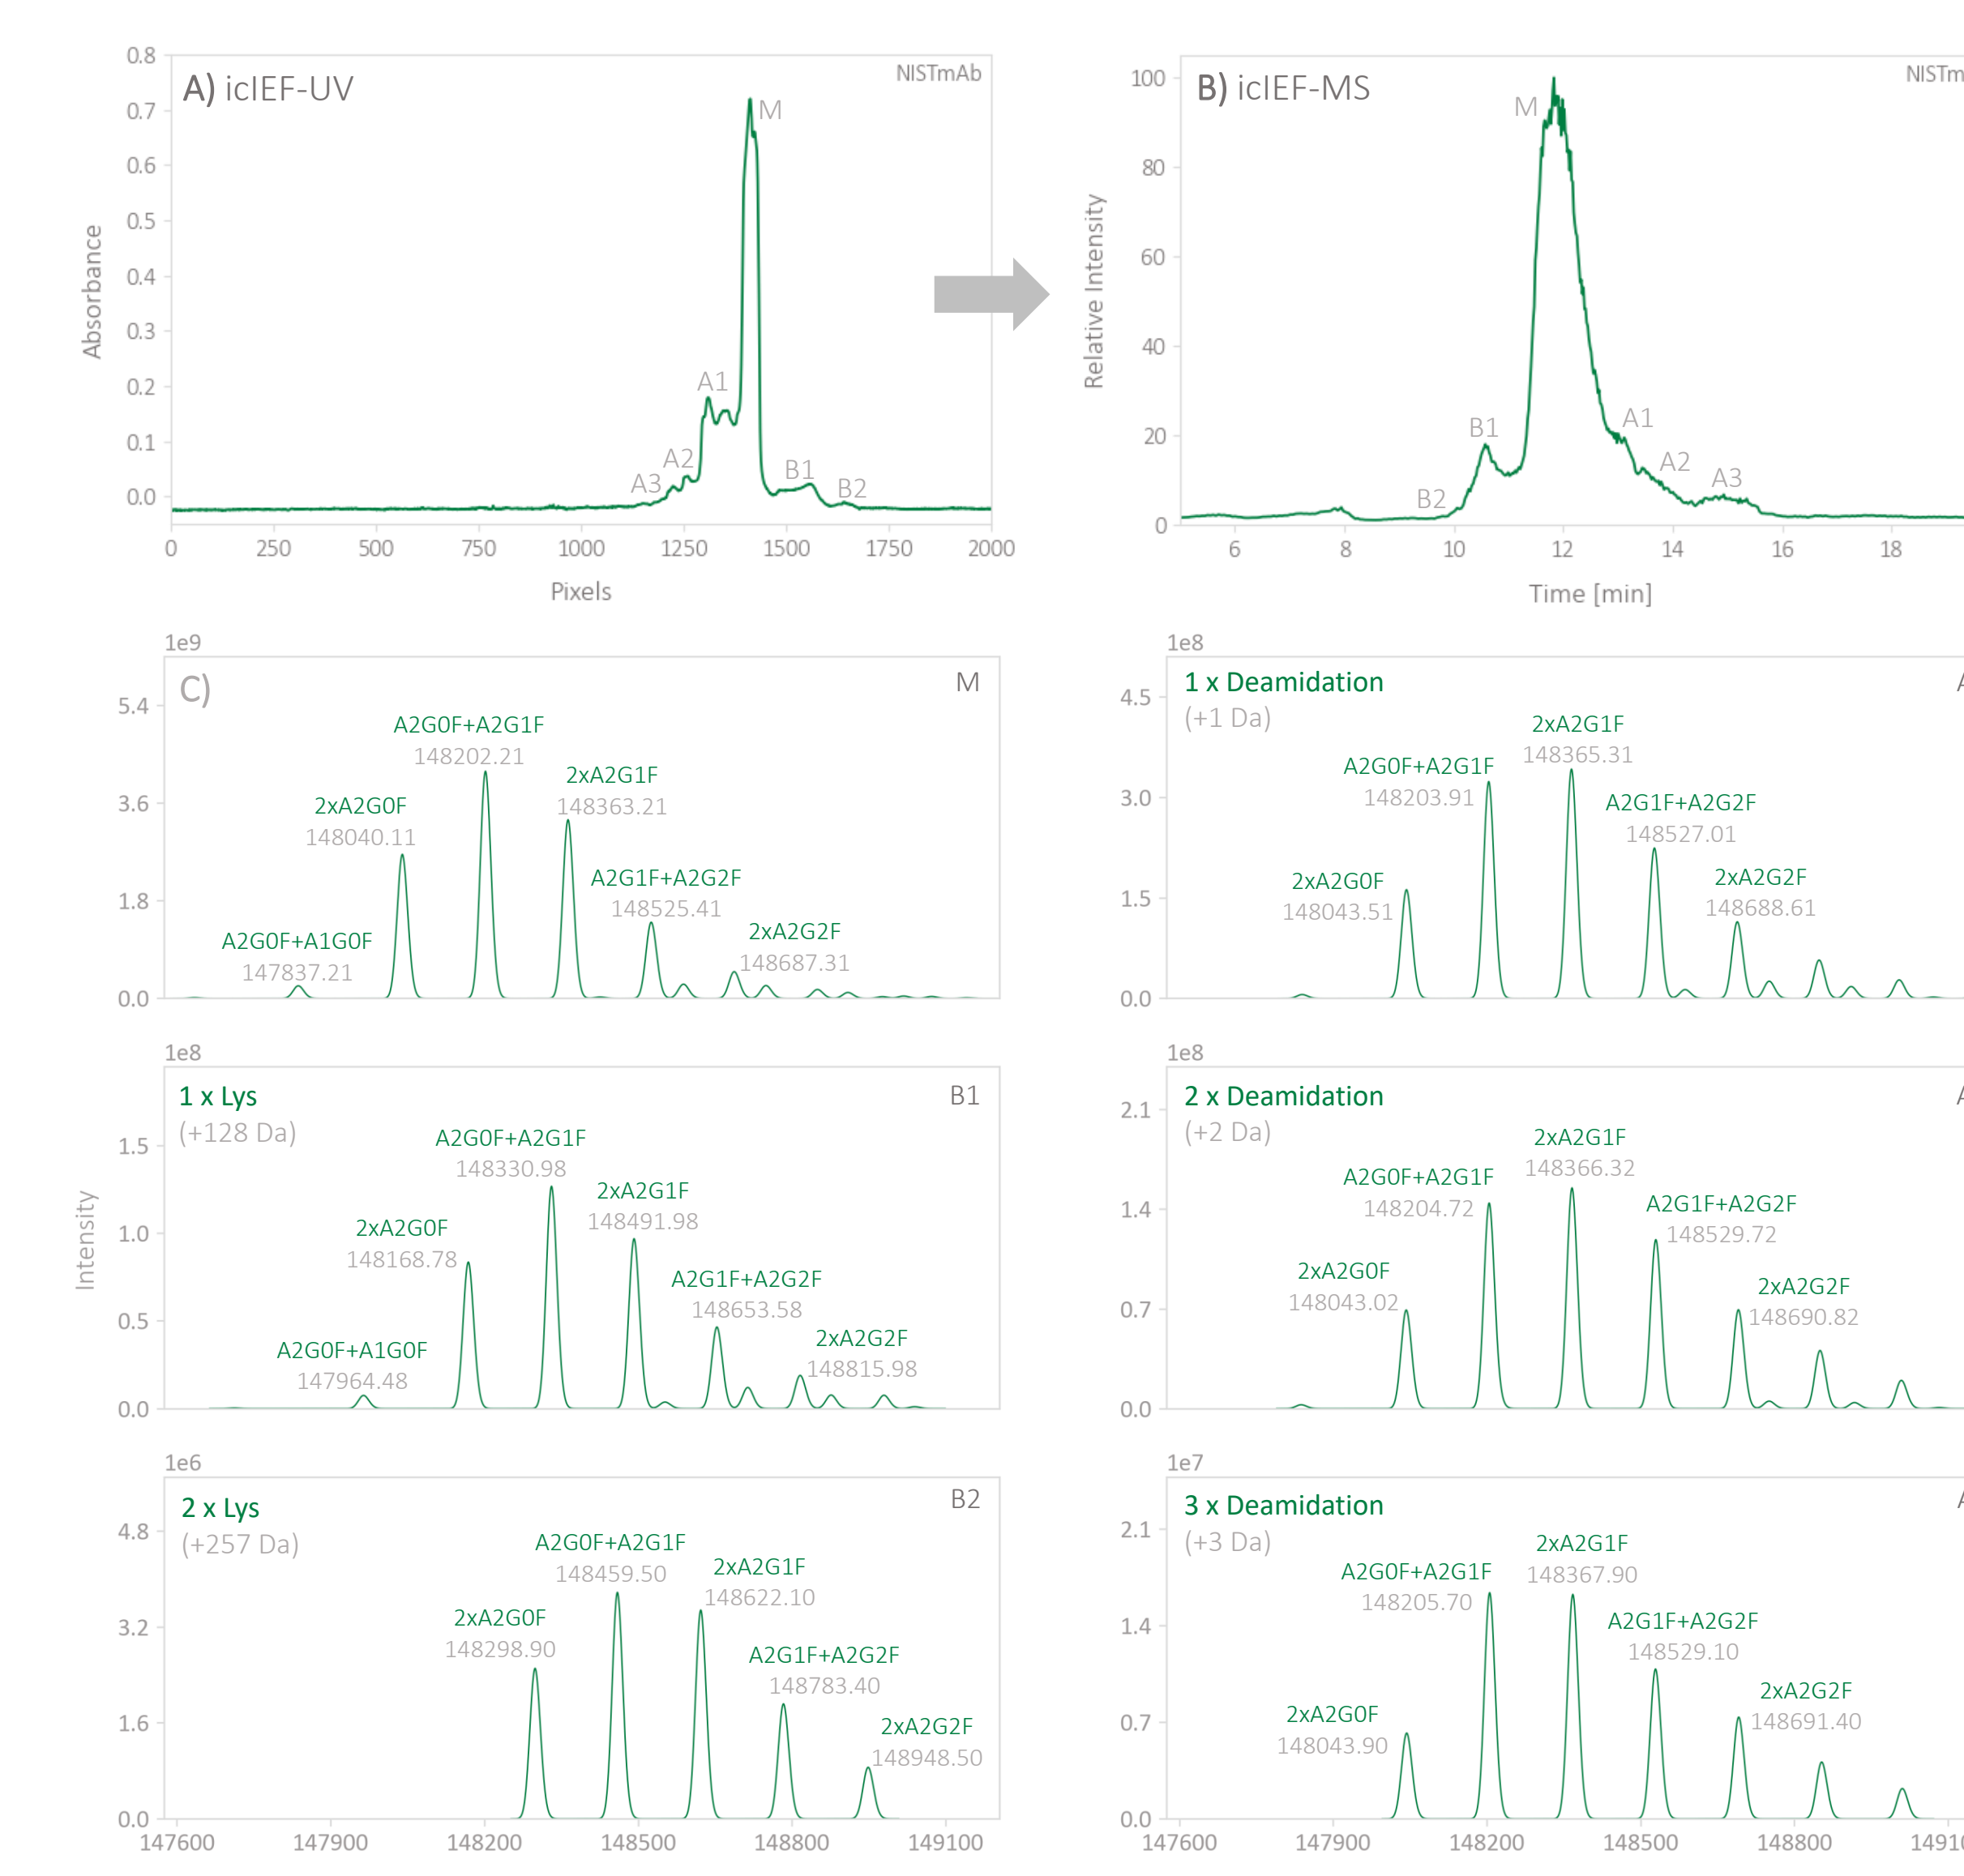 A) icIEF-UV
NISTmAb
Absorbance
0.8
0.7
0.6
0.5
0.4
0.3
0.2
0.1
0.0
M
A1
A2
A3
B1
B2
0
250
500
750
1000
1250
1500
1750
2000
Pixels
B) icIEF-MS
NISTm
Relative Intensity
100
80
60
40
20
0
M
B1
B2
A1
A2
A3
6
8
10
12
14
16
18
Time [min]
1e9
C)
M
5.4
3.6
1.8
0.0
A2G0F+A1G0F
147837.21
2xA2G0F
148040.11
A2G0F+A2G1F
148202.21
2xA2G1F
148363.21
A2G1F+A2G2F
148525.41
2xA2G2F
148687.31
1e8
1 x Deamidation
(+1 Da)
A
4.5
3.0
1.5
0.0
2xA2G0F
148043.51
A2G0F+A2G1F
148203.91
2xA2G1F
148365.31
A2G1F+A2G2F
148527.01
2xA2G2F
148688.61
1e8
1 x Lys
(+128 Da)
B1
Intensity
1.5
1.0
0.5
0.0
A2G0F+A1G0F
147964.48
2xA2G0F
148168.78
A2G0F+A2G1F
148330.98
2xA2G1F
148491.98
A2G1F+A2G2F
148653.58
2xA2G2F
148815.98
1e8
2 x Deamidation
(+2 Da)
A
2.1
1.4
0.7
0.0
2xA2G0F
148043.02
A2G0F+A2G1F
148204.72
2xA2G1F
148366.32
A2G1F+A2G2F
148529.72
2xA2G2F
148690.82
1e6
2 x Lys
(+257 Da)
B2
4.8
3.2
1.6
0.0
2xA2G0F
148298.90
A2G0F+A2G1F
148459.50
2xA2G1F
148622.10
A2G1F+A2G2F
148783.40
2xA2G2F
148948.50
147600
147900
148200
148500
148800
149100
1e7
3 x Deamidation
(+3 Da)
A
2.1
1.4
0.7
0.0
2xA2G0F
148043.90
A2G0F+A2G1F
148205.70
2xA2G1F
148367.90
A2G1F+A2G2F
148529.10
2xA2G2F
148691.40
147600
147900
148200
148500
148800
14910